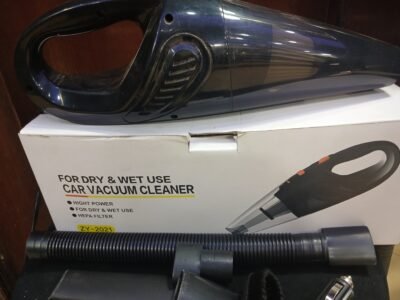 FOR DRY & WET USE
CAR VACUUM CLEANER
HIGHT POWER
FOR DRY & WET USE
HEPA FILTER
ZY-2021